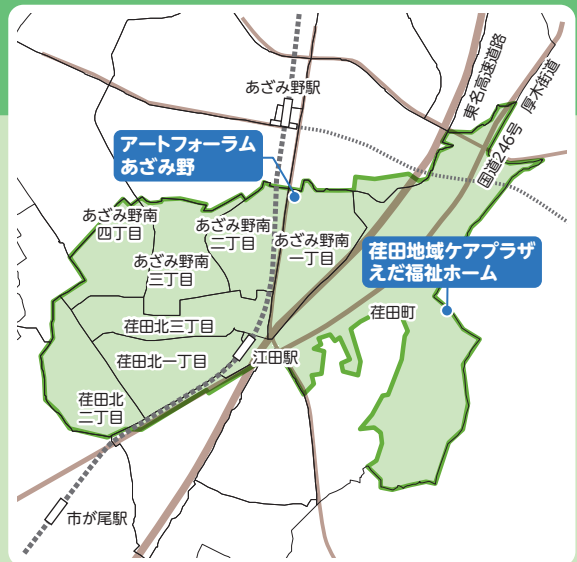 あざみ野駅
東名高速道路
厚木街道
国道246号
アートフォーラム
あざみ野
あざみ野南
四丁目
あざみ野南
二丁目
あざみ野南
一丁目
あざみ野南
三丁目
荏田地域ケアプラザ
えだ福祉ホーム
荏田町
荏田北三丁目
荏田北一丁目
江田駅
荏田北
二丁目
市が尾駅